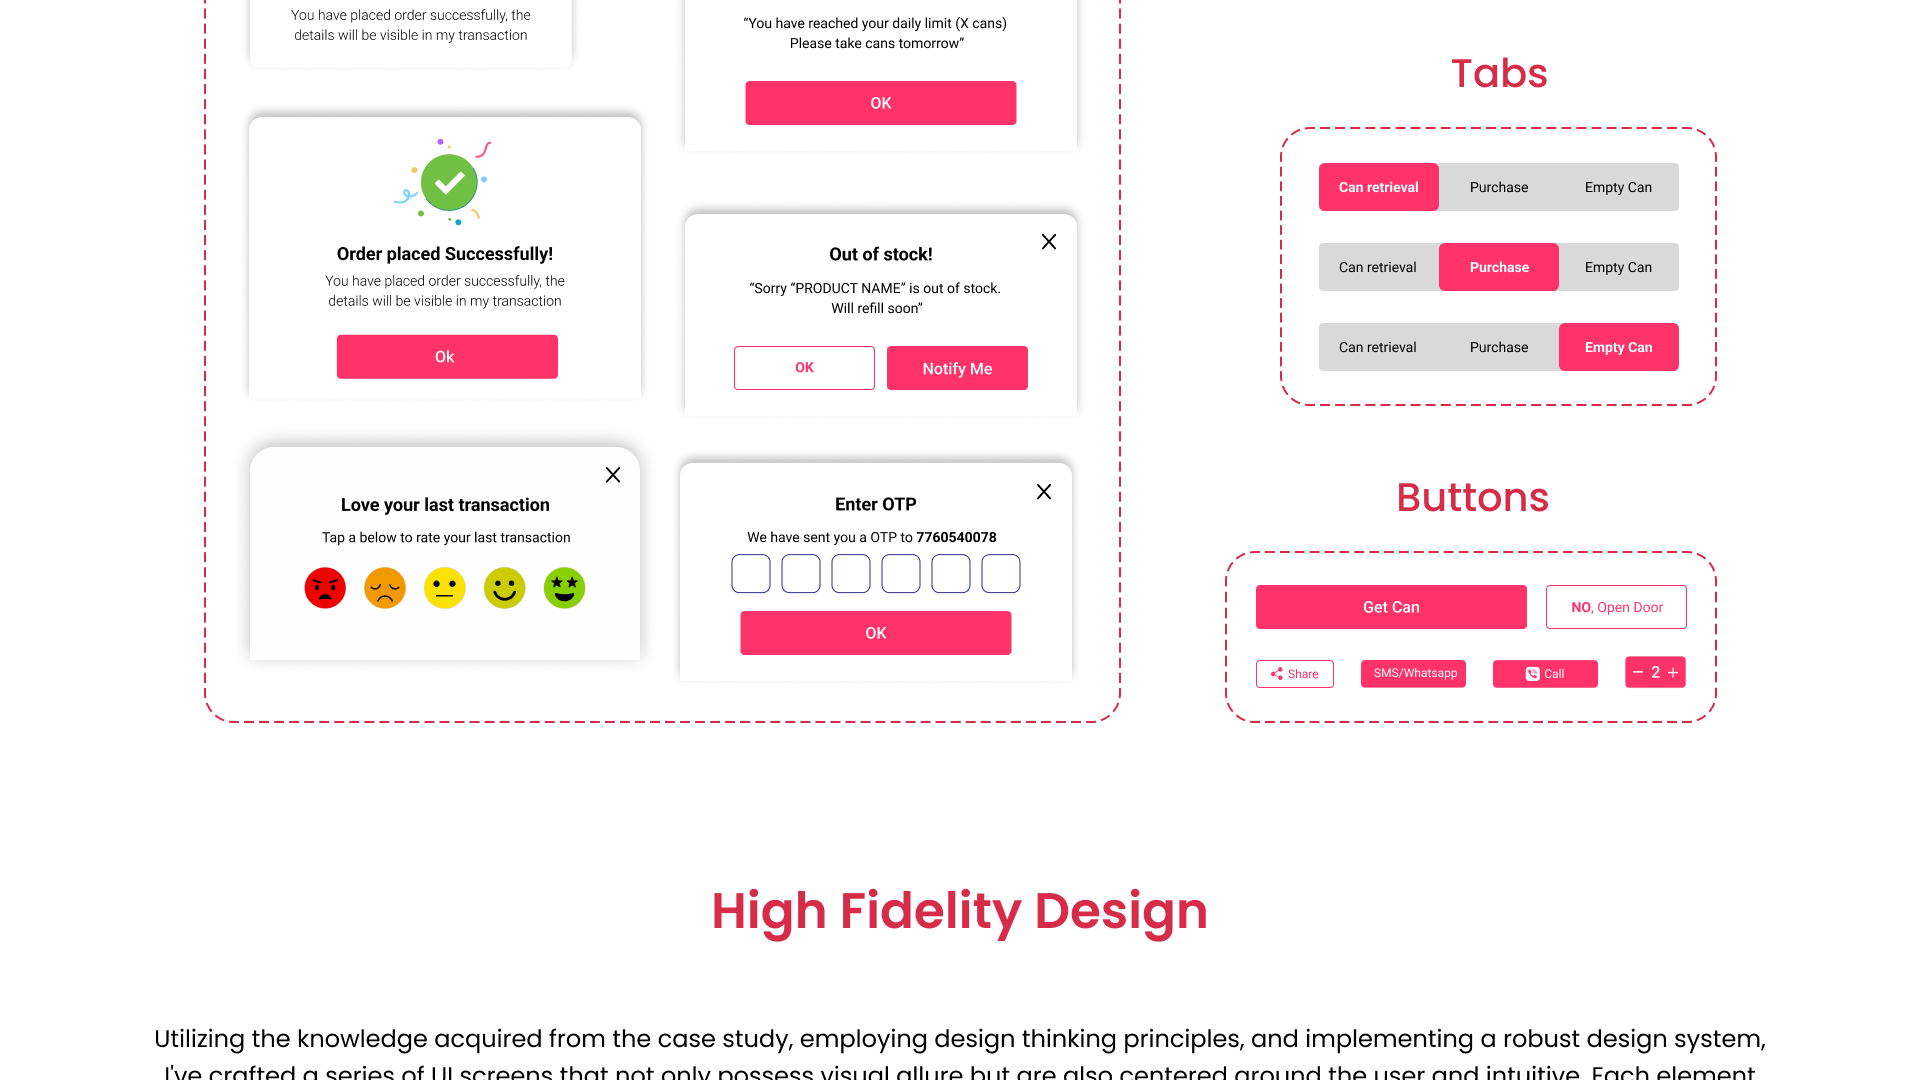 You have placed order successfully, the
details will be visible in my transaction
“You have reached your daily limit (X cans)
Please take cans tomorrow”
OK
Order placed Successfully!
You have placed order successfully, the
details will be visible in my transaction
Ok
Out of stock!
“Sorry “PRODUCT NAME” is out of stock.
Will refill soon”
OK
Notify Me
Love your last transaction
Tap a below to rate your last transaction
Enter OTP
We have sent you a OTP to 7760540078
OK
Tabs
Can retrieval Purchase Empty Can
Can retrieval Purchase Empty Can
Can retrieval Purchase Empty Can
Buttons
Get Can
NO, Open Door
Share
SMS/Whatsapp
Call
− 2 +
High Fidelity Design
Utilizing the knowledge acquired from the case study, employing design thinking principles, and implementing a robust design system,
I've crafted a series of UI screens that not only possess visual allure but are also centered around the user and intuitive. Each element